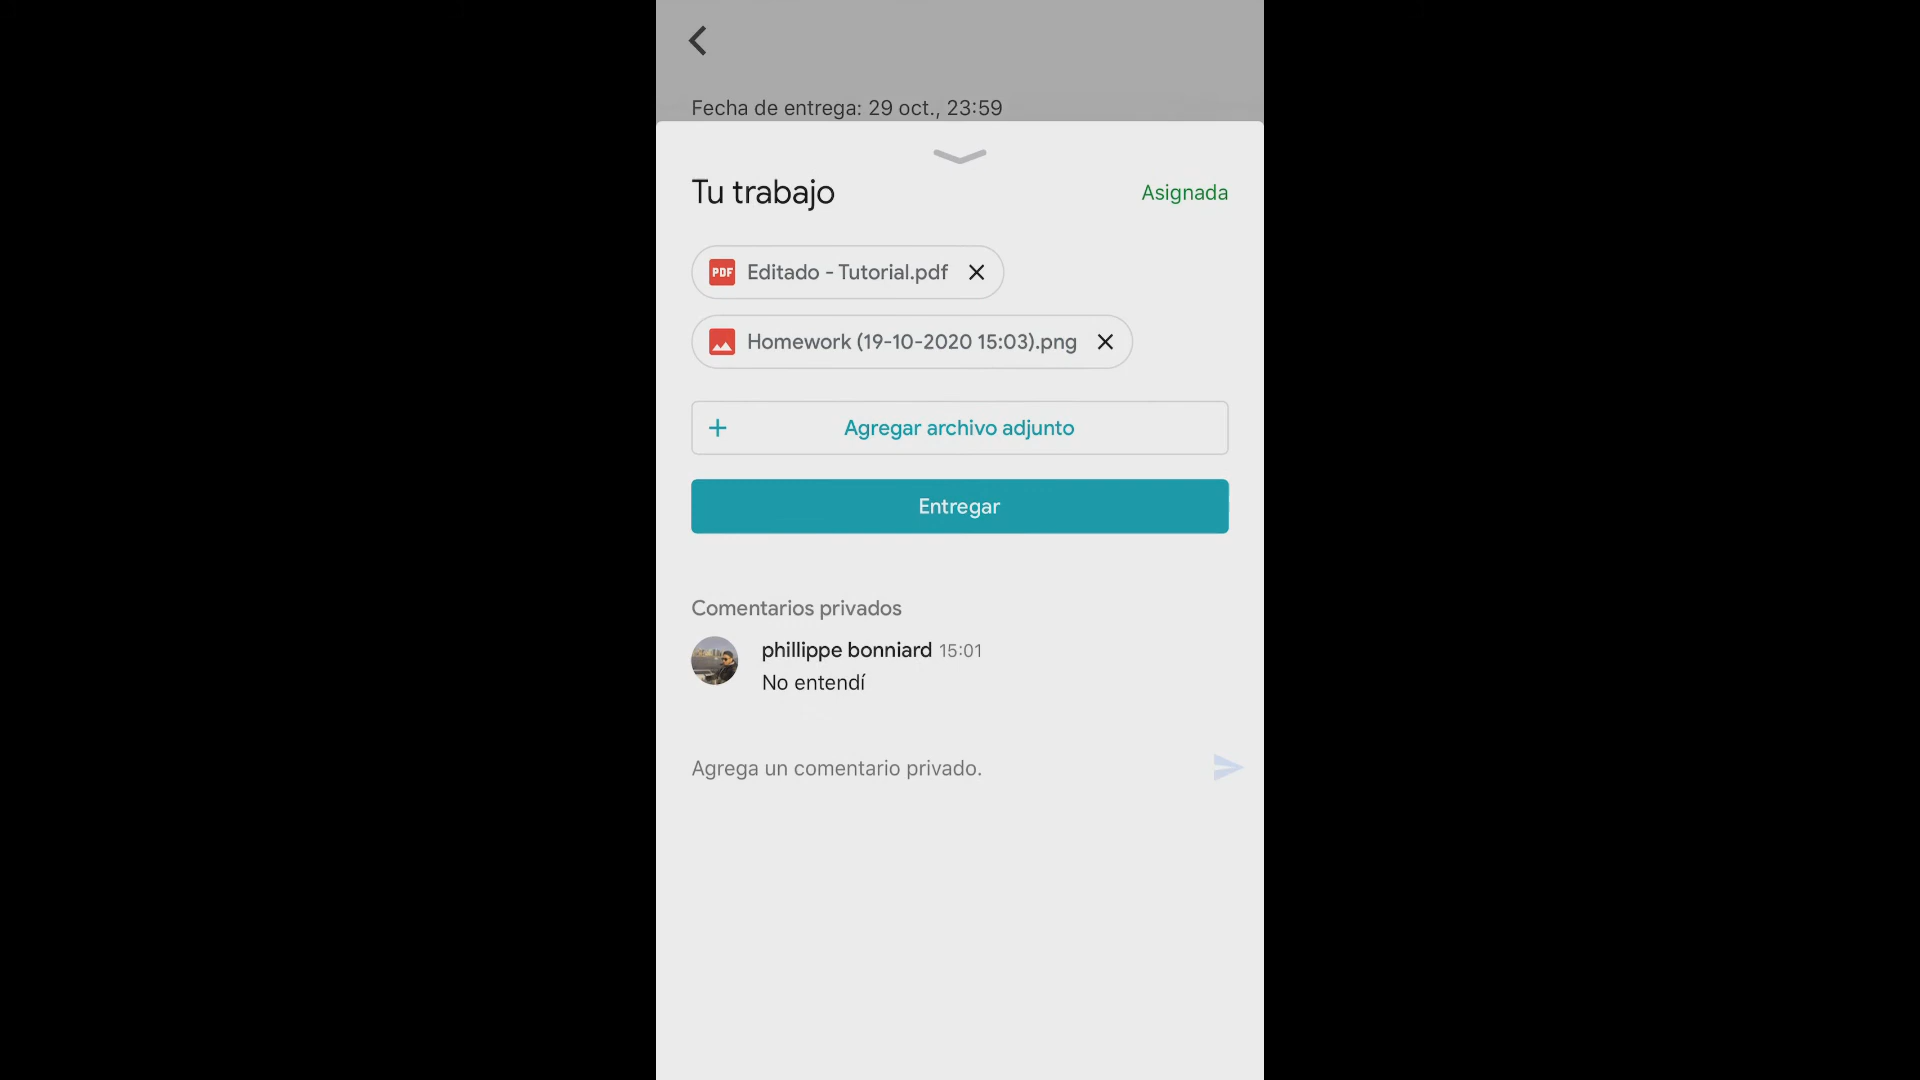 Fecha de entrega: 29 oct., 23:59
Tu trabajo
Asignada
PDF Editado - Tutorial.pdf
Homework (19-10-2020 15:03).png
Agregar archivo adjunto
Entregar
Comentarios privados
phillippe bonniard 15:01
No entendí
Agrega un comentario privado.